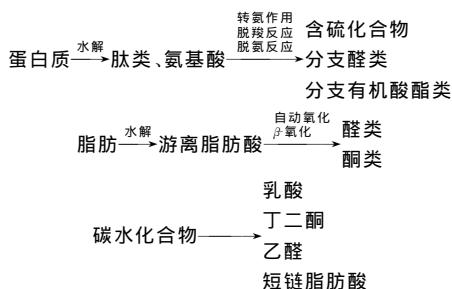 转氨作用
脱羧反应
脱氨反应
含硫化合物
蛋白质 水解 肽类、氨基酸 分支醛类
分支有机酸酯类
脂肪 水解 游离脂肪酸 自动氧化 醛类
β-氧化 酮类
乳酸
丁二酮
碳水化合物
乙醛
短链脂肪酸